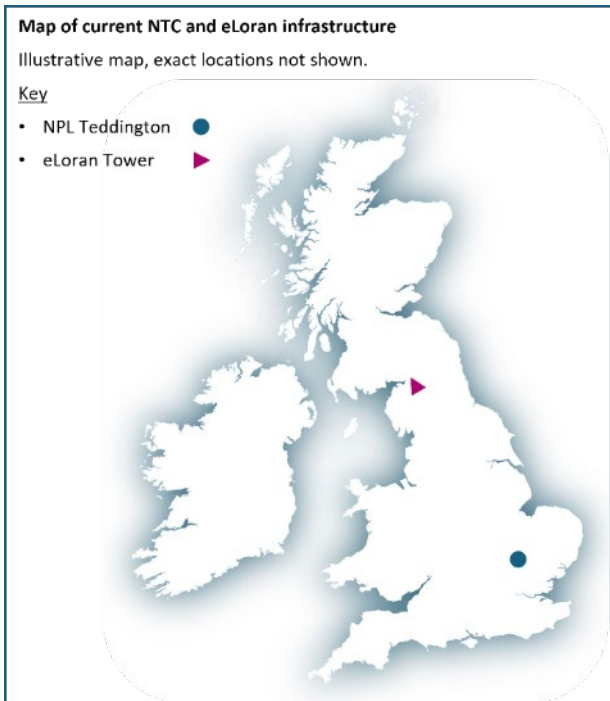 Map of current NTC and eLoran infrastructure
Illustrative map, exact locations not shown.
Key
• NPL Teddington
• eLoran Tower